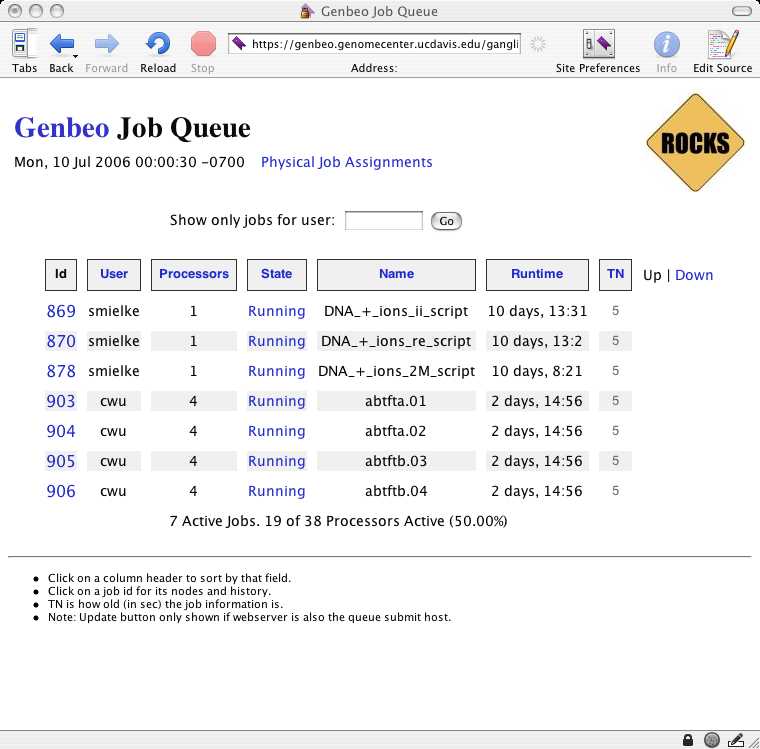 Genbeo Job Queue
https://genbeo.genomecenter.ucdavis.edu/gangli
Tabs Back Forward Reload Stop Address: Site Preferences Info Edit Source
Genbeo Job Queue
ROCKS
Mon, 10 Jul 2006 00:00:30 -0700 Physical Job Assignments
Show only jobs for user: Go
Id User Processors State Name Runtime TN Up | Down
869 smielke 1 Running DNA_+_ions_ii_script 10 days, 13:31 5
870 smielke 1 Running DNA_+_ions_re_script 10 days, 13:2 5
878 smielke 1 Running DNA_+_ions_2M_script 10 days, 8:21 5
903 cwu 4 Running abtfta.01 2 days, 14:56 5
904 cwu 4 Running abtfta.02 2 days, 14:56 5
905 cwu 4 Running abtftb.03 2 days, 14:56 5
906 cwu 4 Running abtftb.04 2 days, 14:56 5
7 Active Jobs. 19 of 38 Processors Active (50.00%)
• Click on a column header to sort by that field.
• Click on a job id for its nodes and history.
• TN is how old (in sec) the job information is.
• Note: Update button only shown if webserver is also the queue submit host.